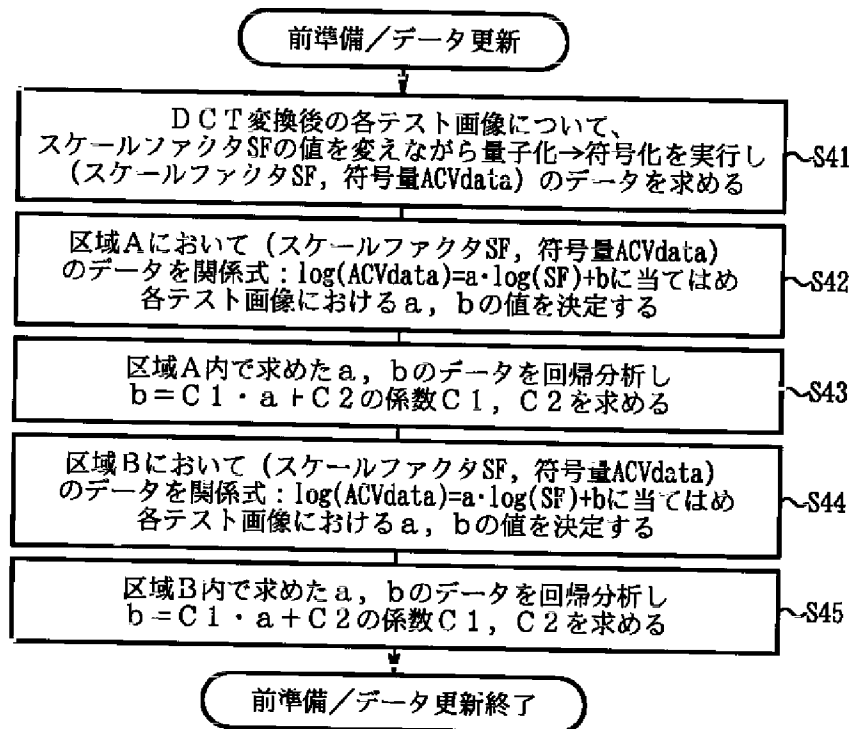 前準備／データ更新
DCT変換後の各テスト画像について、
スケールファクタSFの値を変えながら量子化→符号化を実行し
(スケールファクタSF, 符号量ACVdata) のデータを求める
S41
区域Aにおいて (スケールファクタSF, 符号量ACVdata)
のデータを関係式：log(ACVdata)=a·log(SF)+bに当てはめ
各テスト画像におけるa, bの値を決定する
S42
区域A内で求めたa, bのデータを回帰分析し
b＝C1・a＋C2の係数C1, C2を求める
S43
区域Bにおいて (スケールファクタSF, 符号量ACVdata)
のデータを関係式：log(ACVdata)=a·log(SF)+bに当てはめ
各テスト画像におけるa, bの値を決定する
S44
区域B内で求めたa, bのデータを回帰分析し
b＝C1・a＋C2の係数C1, C2を求める
S45
前準備／データ更新終了